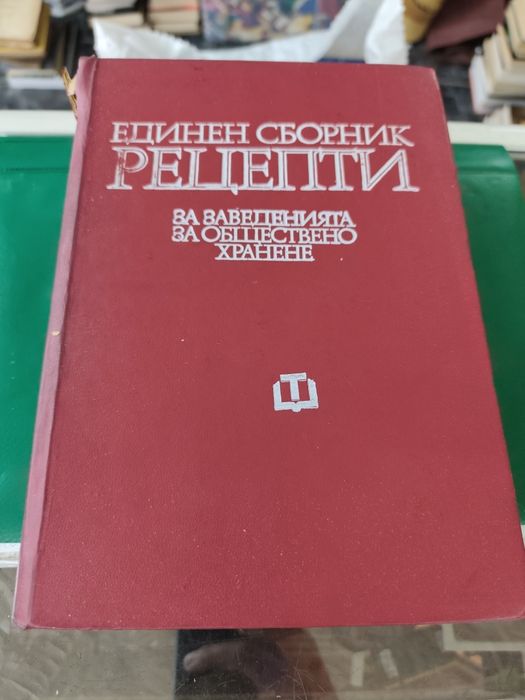 ЕДИНЕН СБОРНИК
РЕЦЕПТИ
ЗА ЗАВЕДЕНИЯТА
ЗА ОБЩЕСТВЕНО
ХРАНЕНЕ
Т